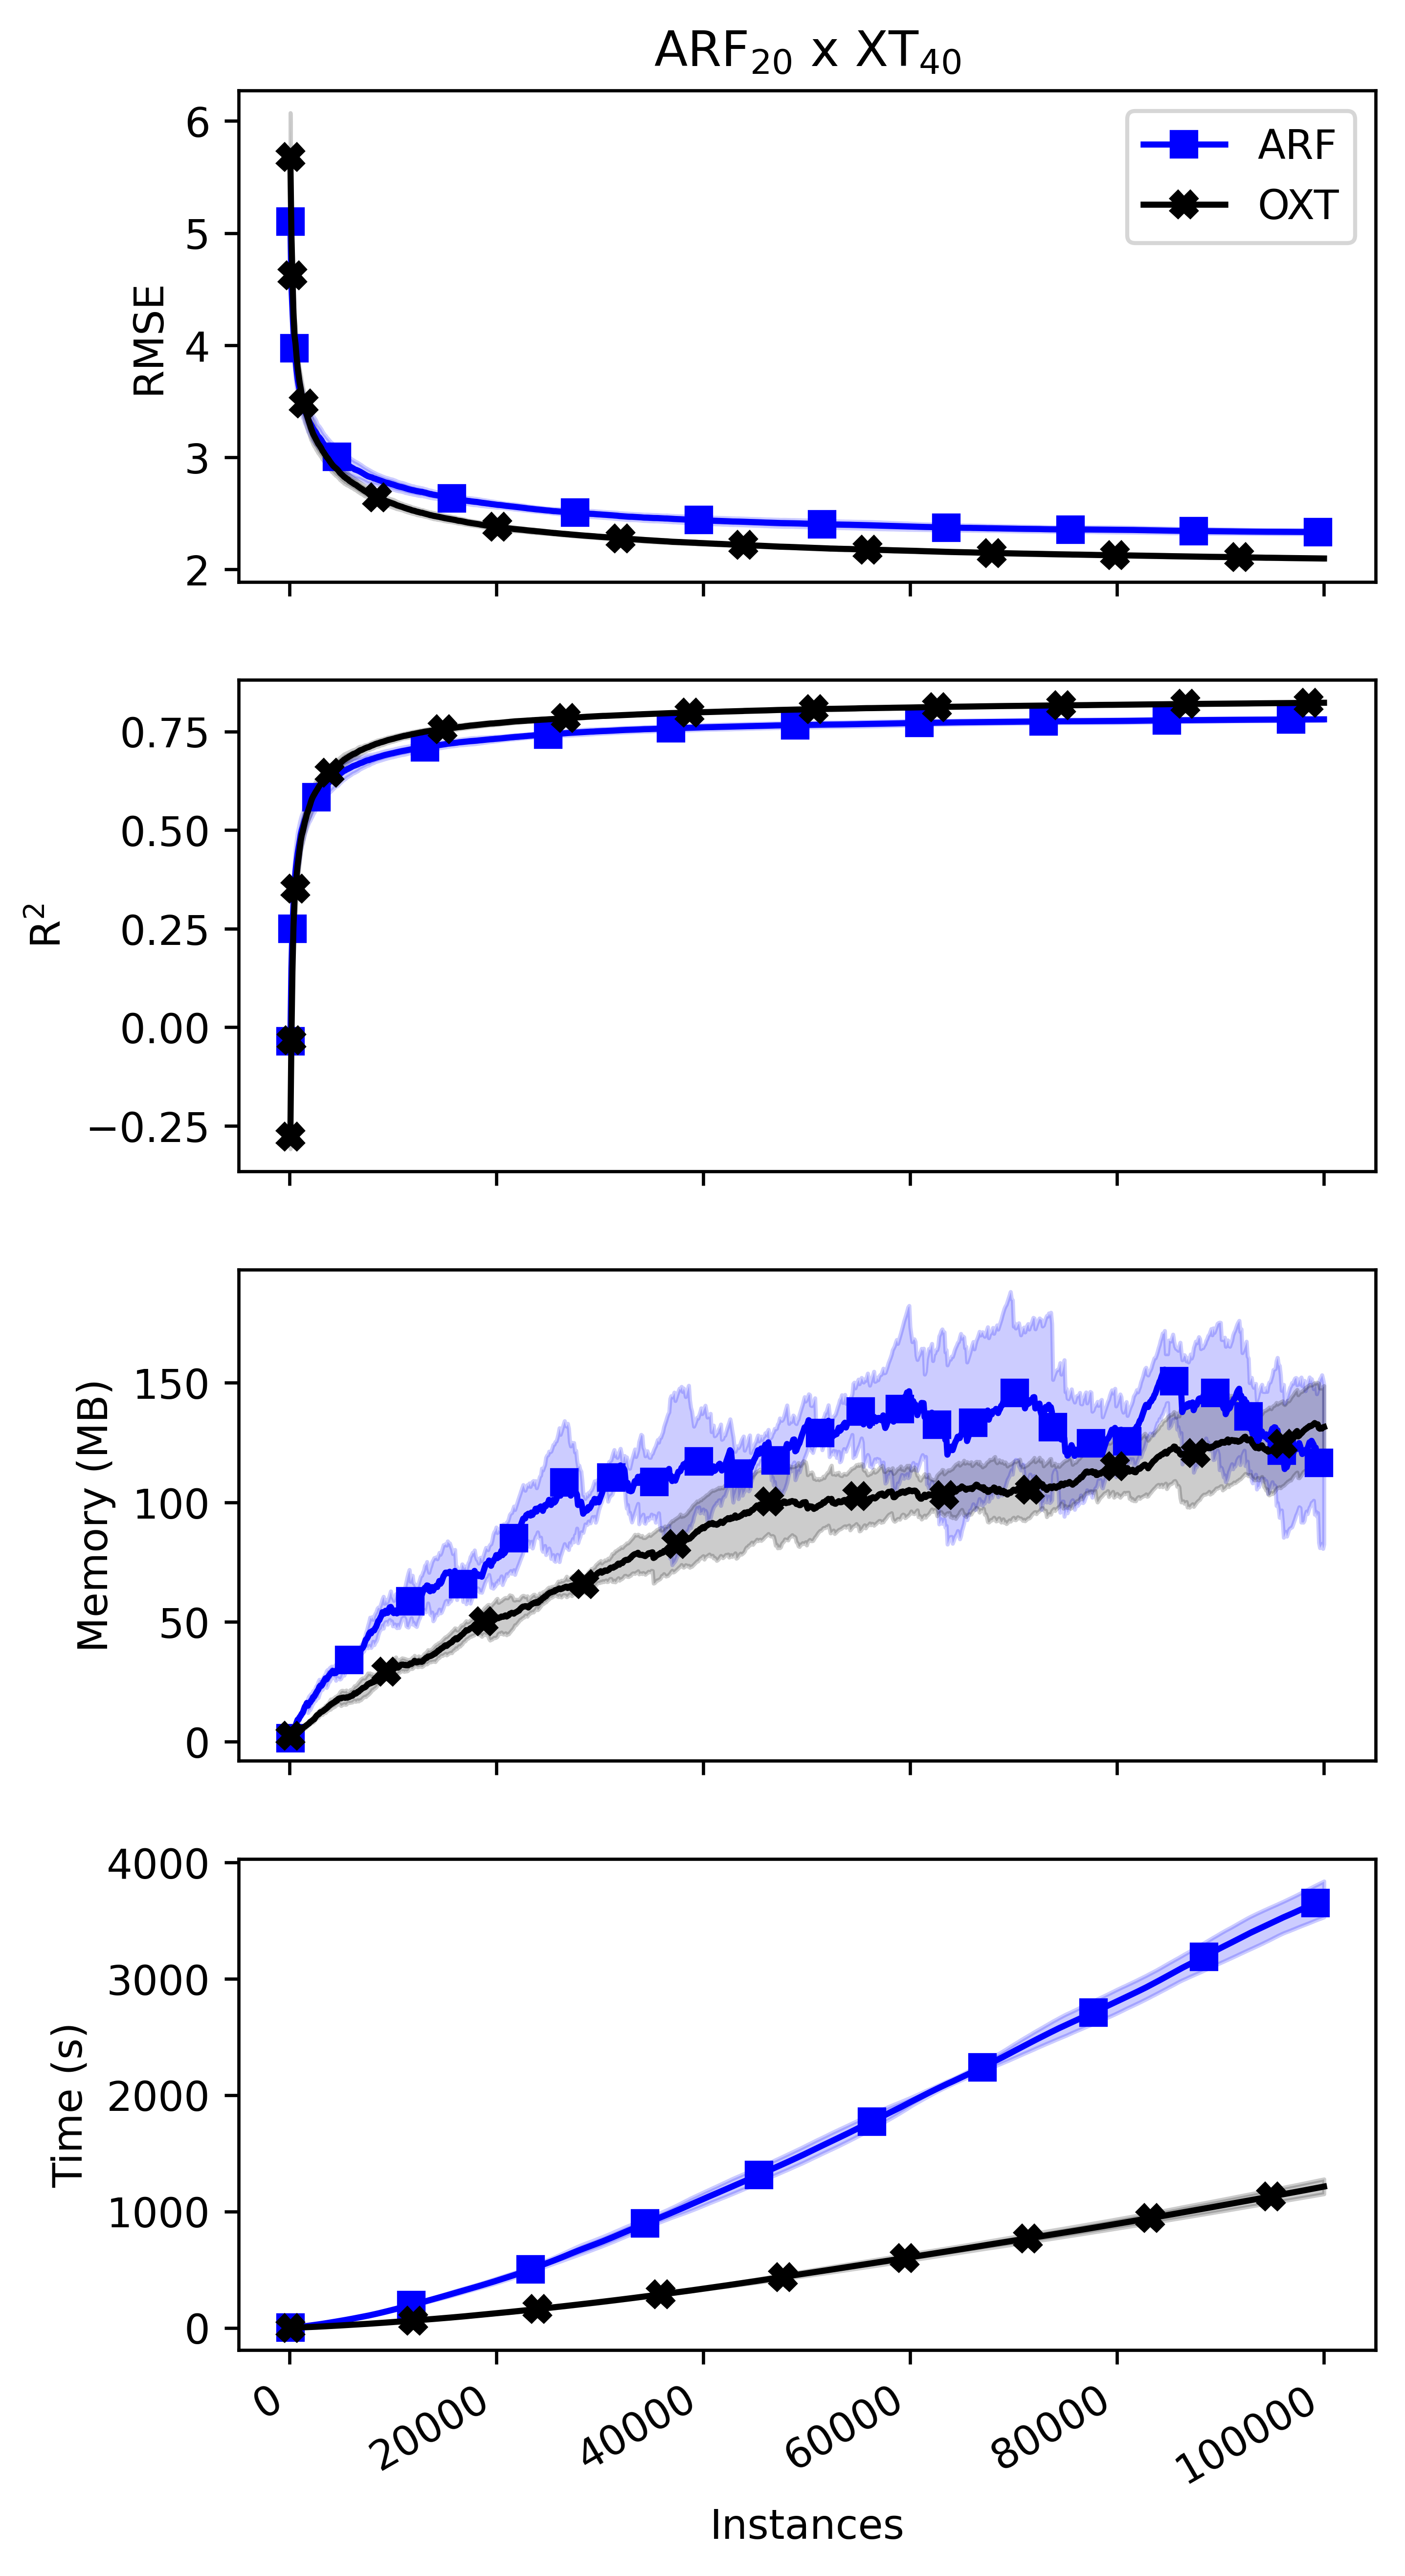 ARF₂₀ x XT₄₀
6
5
4
3
2
RMSE
ARF
OXT
0.75
0.50
0.25
0.00
−0.25
R²
150
100
50
0
Memory (MB)
4000
3000
2000
1000
0
Time (s)
0 20000 40000 60000 80000 100000
Instances